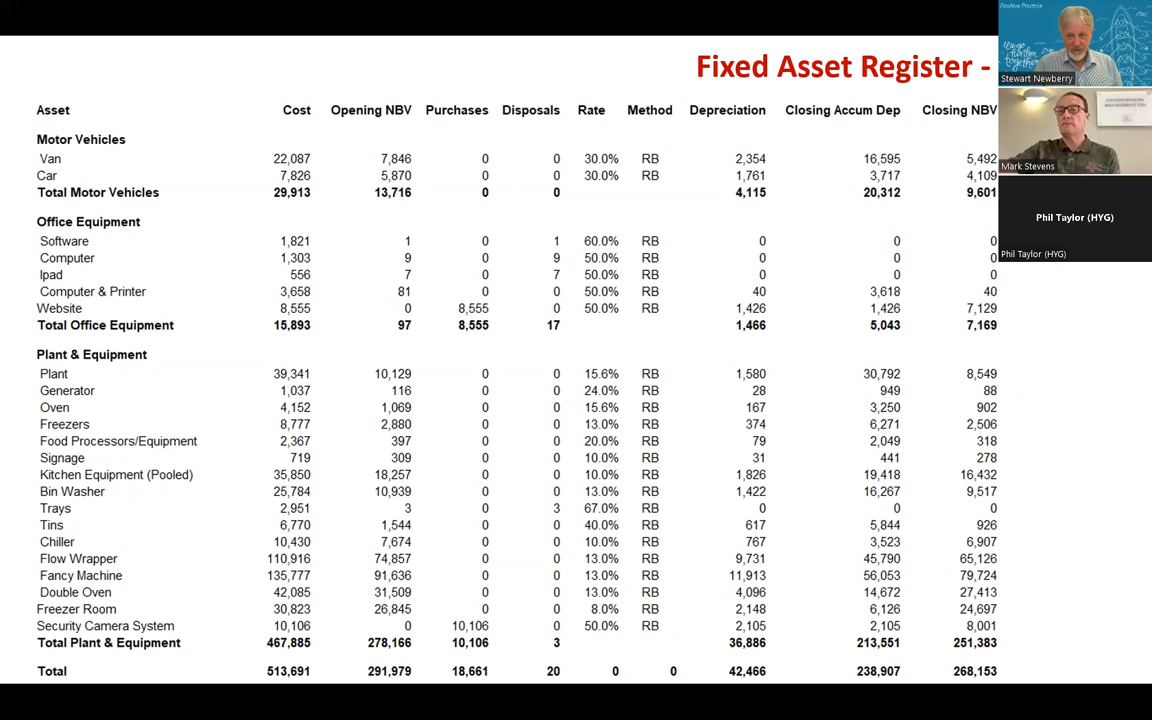 Positive Practice
Fixed Asset Register -
Stewart Newberry
Asset Cost Opening NBV Purchases Disposals Rate Method Depreciation Closing Accum Dep Closing NBV
Motor Vehicles
Van 22,087 7,846 0 0 30.0% RB 2,354 16,595 5,492
Mark Stevens
Car 7,826 5,870 0 0 30.0% RB 1,761 3,717 4,109
Total Motor Vehicles 29,913 13,716 0 0 4,115 20,312 9,601
Phil Taylor (HYG)
Office Equipment
Software 1,821 1 0 1 60.0% RB 0 0 0
Phil Taylor (HYG)
Computer 1,303 9 0 9 50.0% RB 0 0 0
Ipad 556 7 0 7 50.0% RB 0 0 0
Computer & Printer 3,658 81 0 0 50.0% RB 40 3,618 40
Website 8,555 0 8,555 0 50.0% RB 1,426 1,426 7,129
Total Office Equipment 15,893 97 8,555 17 1,466 5,043 7,169
Plant & Equipment
Plant 39,341 10,129 0 0 15.6% RB 1,580 30,792 8,549
Generator 1,037 116 0 0 24.0% RB 28 949 88
Oven 4,152 1,069 0 0 15.6% RB 167 3,250 902
Freezers 8,777 2,880 0 0 13.0% RB 374 6,271 2,506
Food Processors/Equipment 2,367 397 0 0 20.0% RB 79 2,049 318
Signage 719 309 0 0 10.0% RB 31 441 278
Kitchen Equipment (Pooled) 35,850 18,257 0 0 10.0% RB 1,826 19,418 16,432
Bin Washer 25,784 10,939 0 0 13.0% RB 1,422 16,267 9,517
Trays 2,951 3 0 3 67.0% RB 0 0 0
Tins 6,770 1,544 0 0 40.0% RB 617 5,844 926
Chiller 10,430 7,674 0 0 10.0% RB 767 3,523 6,907
Flow Wrapper 110,916 74,857 0 0 13.0% RB 9,731 45,790 65,126
Fancy Machine 135,777 91,636 0 0 13.0% RB 11,913 56,053 79,724
Double Oven 42,085 31,509 0 0 13.0% RB 4,096 14,672 27,413
Freezer Room 30,823 26,845 0 0 8.0% RB 2,148 6,126 24,697
Security Camera System 10,106 0 10,106 0 50.0% RB 2,105 2,105 8,001
Total Plant & Equipment 467,885 278,166 10,106 3 36,886 213,551 251,383
Total 513,691 291,979 18,661 20 0 0 42,466 238,907 268,153